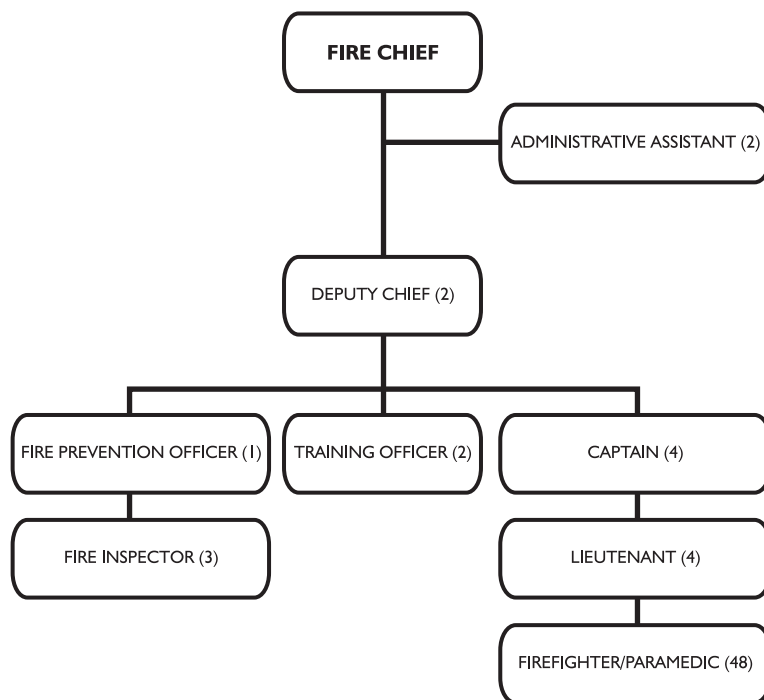 FIRE CHIEF
ADMINISTRATIVE ASSISTANT (2)
DEPUTY CHIEF (2)
FIRE PREVENTION OFFICER (1)
TRAINING OFFICER (2)
CAPTAIN (4)
FIRE INSPECTOR (3)
LIEUTENANT (4)
FIREFIGHTER/PARAMEDIC (48)